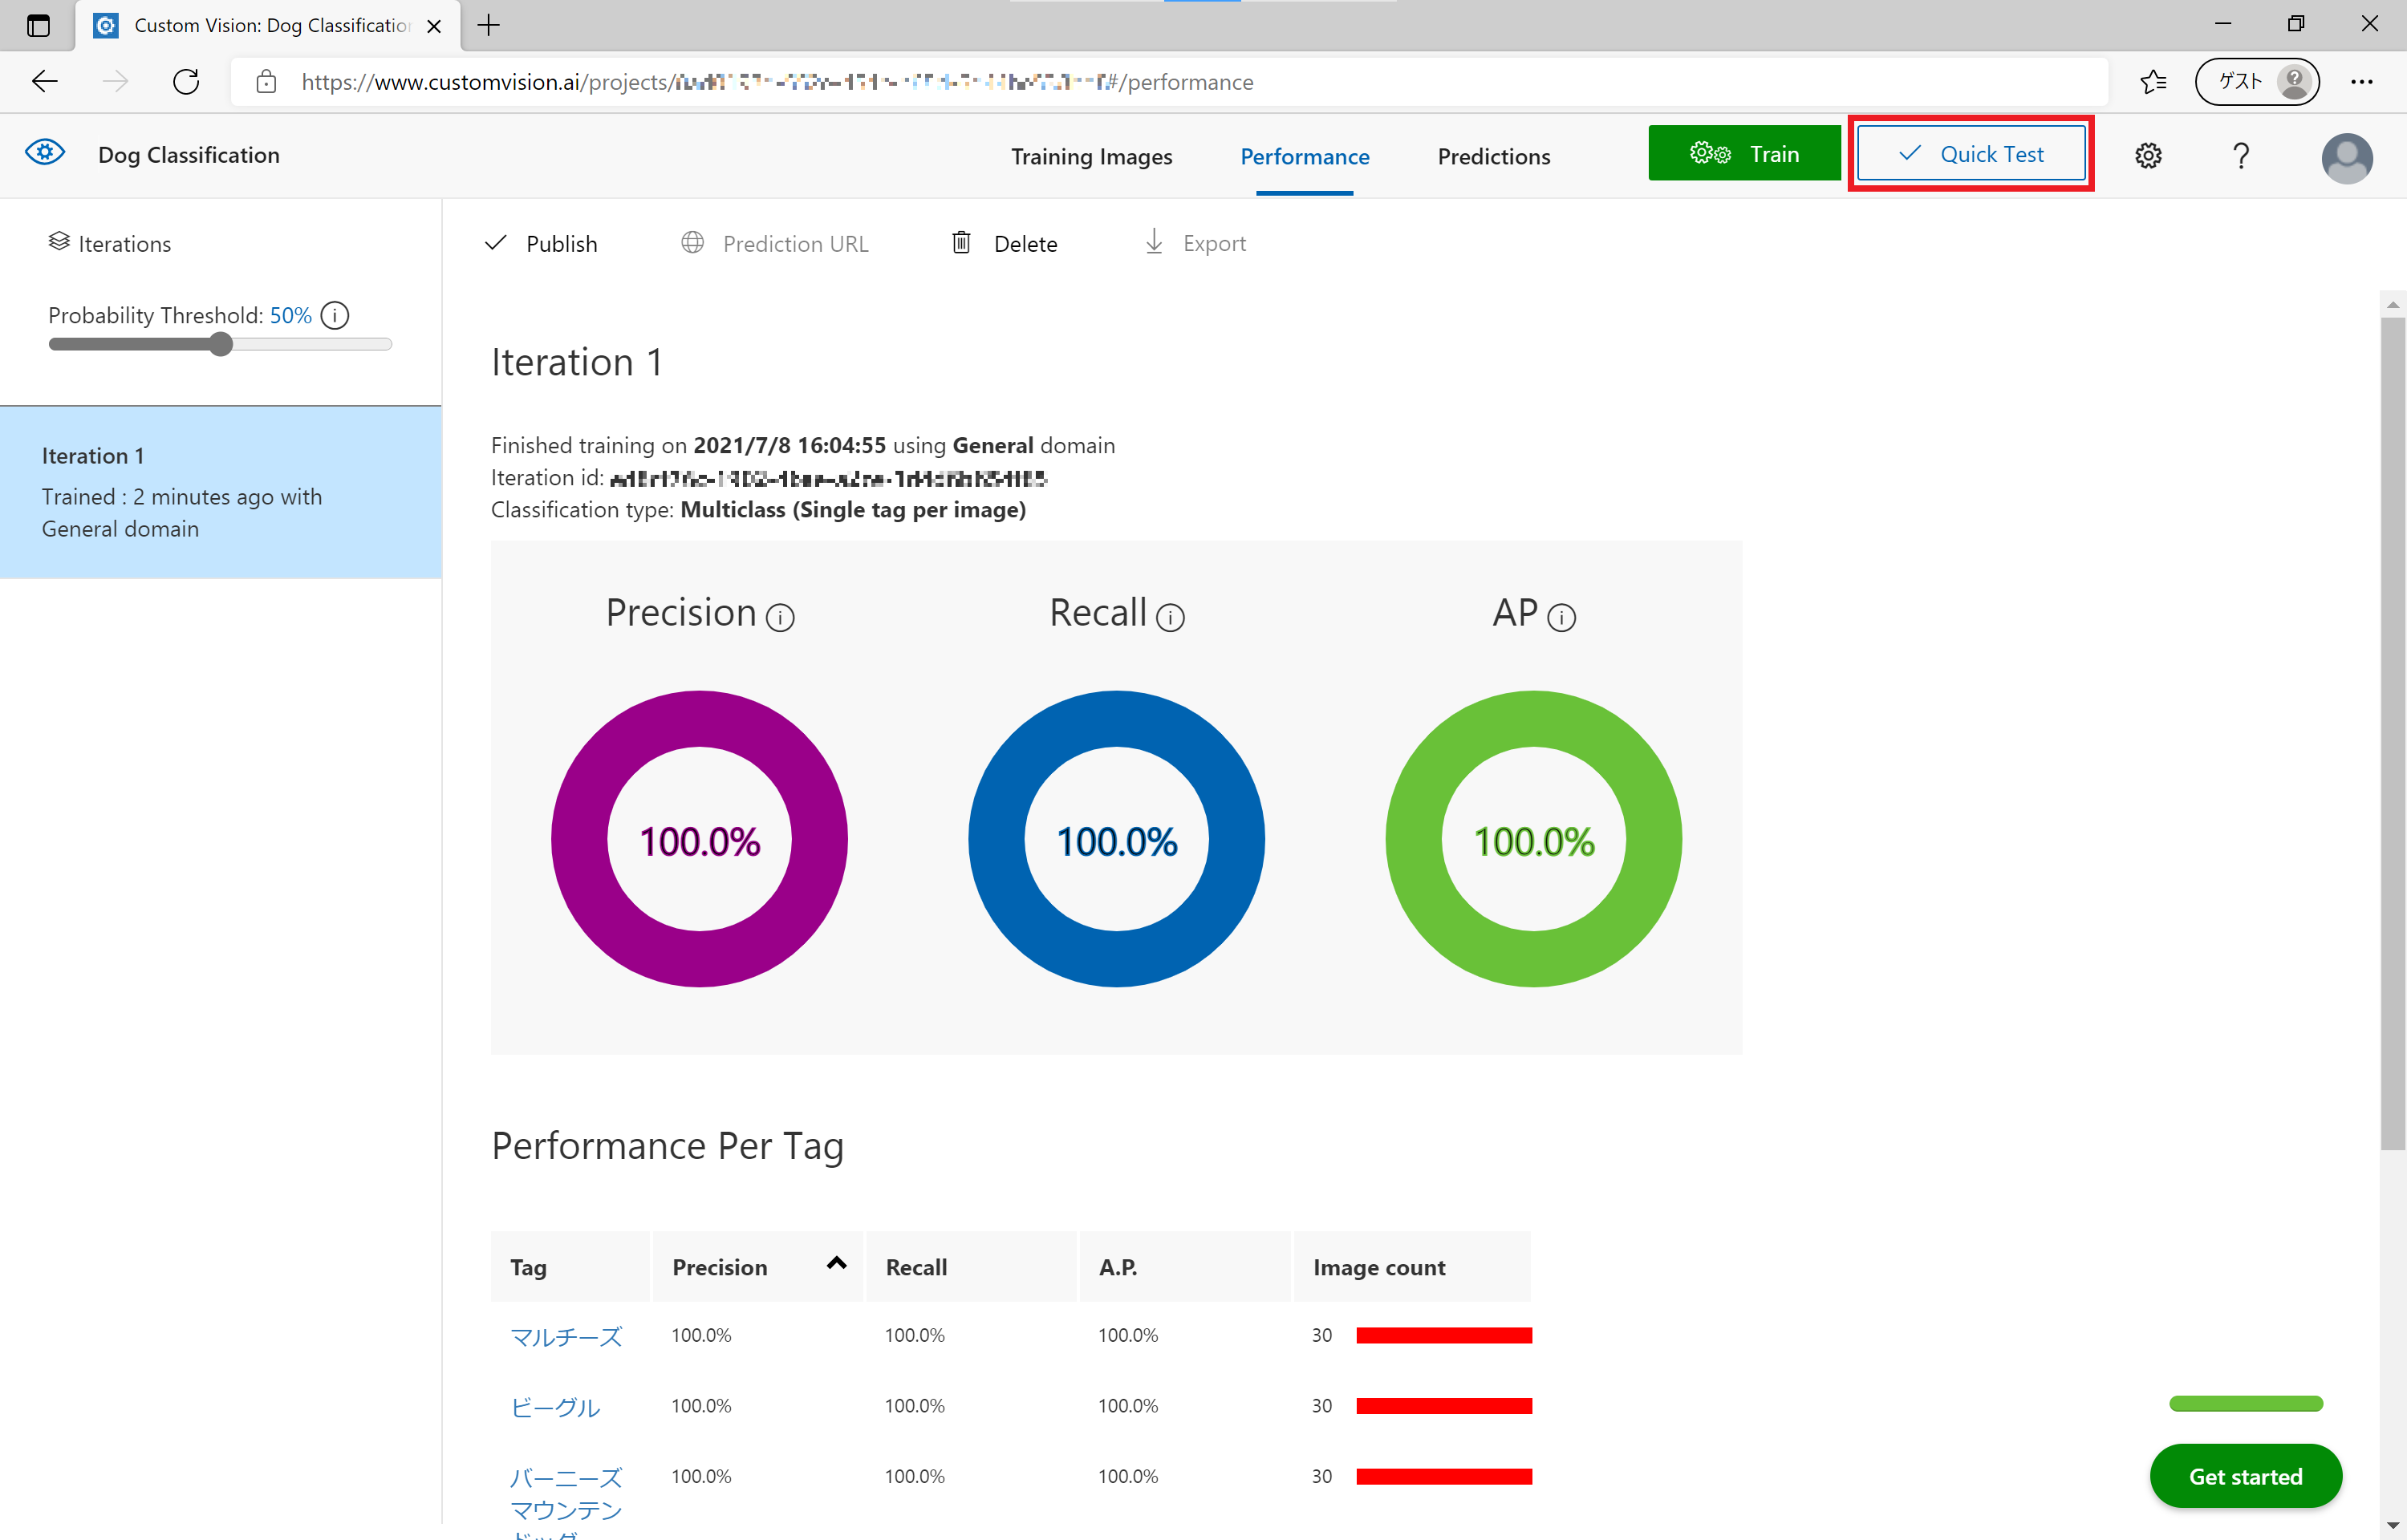 Custom Vision: Dog Classification
https://www.customvision.ai/projects/
#/performance
ゲスト
Dog Classification
Training Images
Performance
Predictions
Train
Quick Test
Iterations
Publish
Prediction URL
Delete
Export
Probability Threshold: 50%
Iteration 1
Trained : 2 minutes ago with
General domain
Iteration 1
Finished training on 2021/7/8 16:04:55 using General domain
Iteration id:
Classification type: Multiclass (Single tag per image)
Precision
Recall
AP
100.0%
100.0%
100.0%
Performance Per Tag
Tag
Precision
Recall
A.P.
Image count
マルチーズ
100.0%
100.0%
100.0%
30
ビーグル
100.0%
100.0%
100.0%
30
バーニーズ
100.0%
100.0%
100.0%
30
マウンテン
Get started